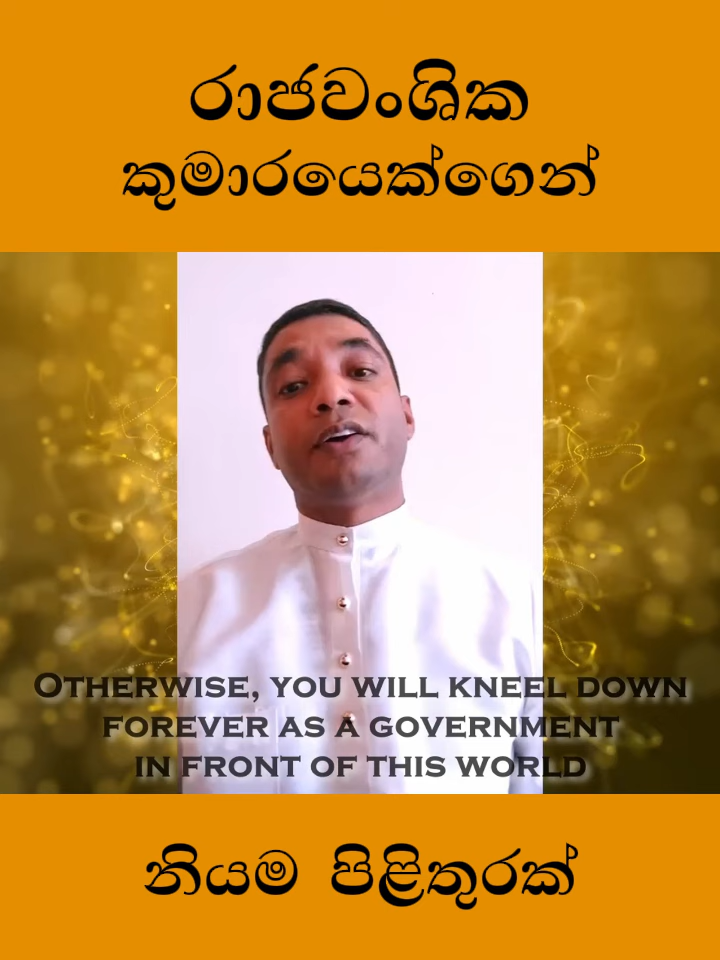 රාජවංශික
කුමාරයෙක්ගෙන්
OTHERWISE, YOU WILL KNEEL DOWN
FOREVER AS A GOVERNMENT
IN FRONT OF THIS WORLD
නියම පිළිතුරක්